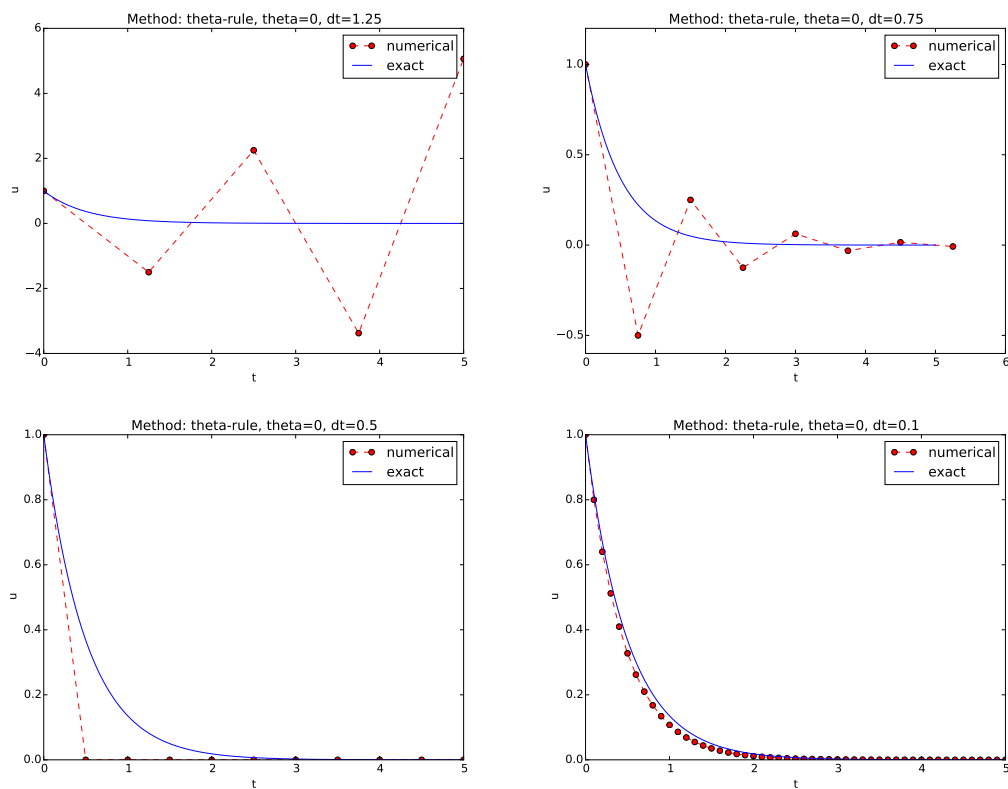 Method: theta-rule, theta=0, dt=1.25
numerical
exact
6
4
2
0
−2
−4
u
0 1 2 3 4 5
t
Method: theta-rule, theta=0, dt=0.75
numerical
exact
1.0
0.5
0.0
−0.5
u
0 1 2 3 4 5 6
t
Method: theta-rule, theta=0, dt=0.5
numerical
exact
1.0
0.8
0.6
0.4
0.2
0.0
u
0 1 2 3 4 5
t
Method: theta-rule, theta=0, dt=0.1
numerical
exact
1.0
0.8
0.6
0.4
0.2
0.0
u
0 1 2 3 4 5
t